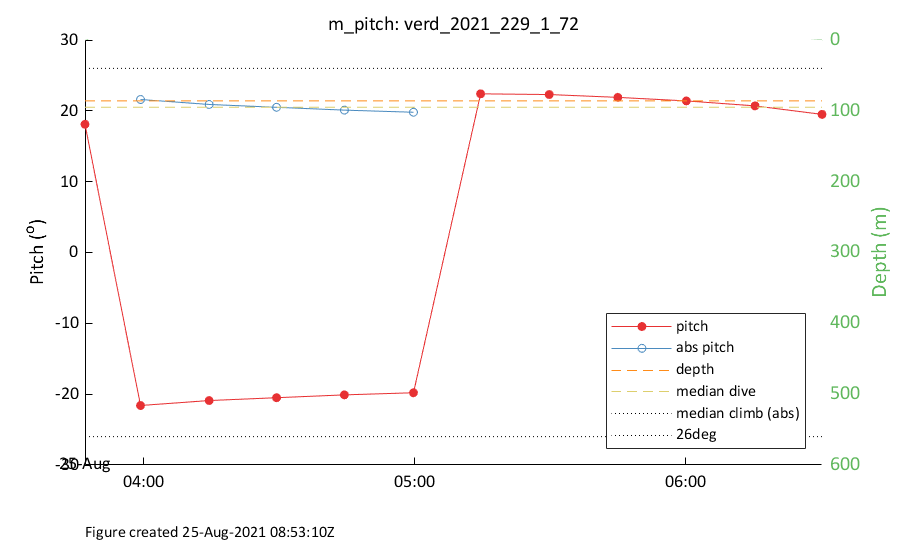 m_pitch: verd_2021_229_1_72
30
20
10
0
-10
-20
-30
25-Aug
Pitch (º)
04:00
05:00
06:00
0
100
200
300
400
500
600
Depth (m)
pitch
abs pitch
depth
median dive
median climb (abs)
26deg
Figure created 25-Aug-2021 08:53:10Z